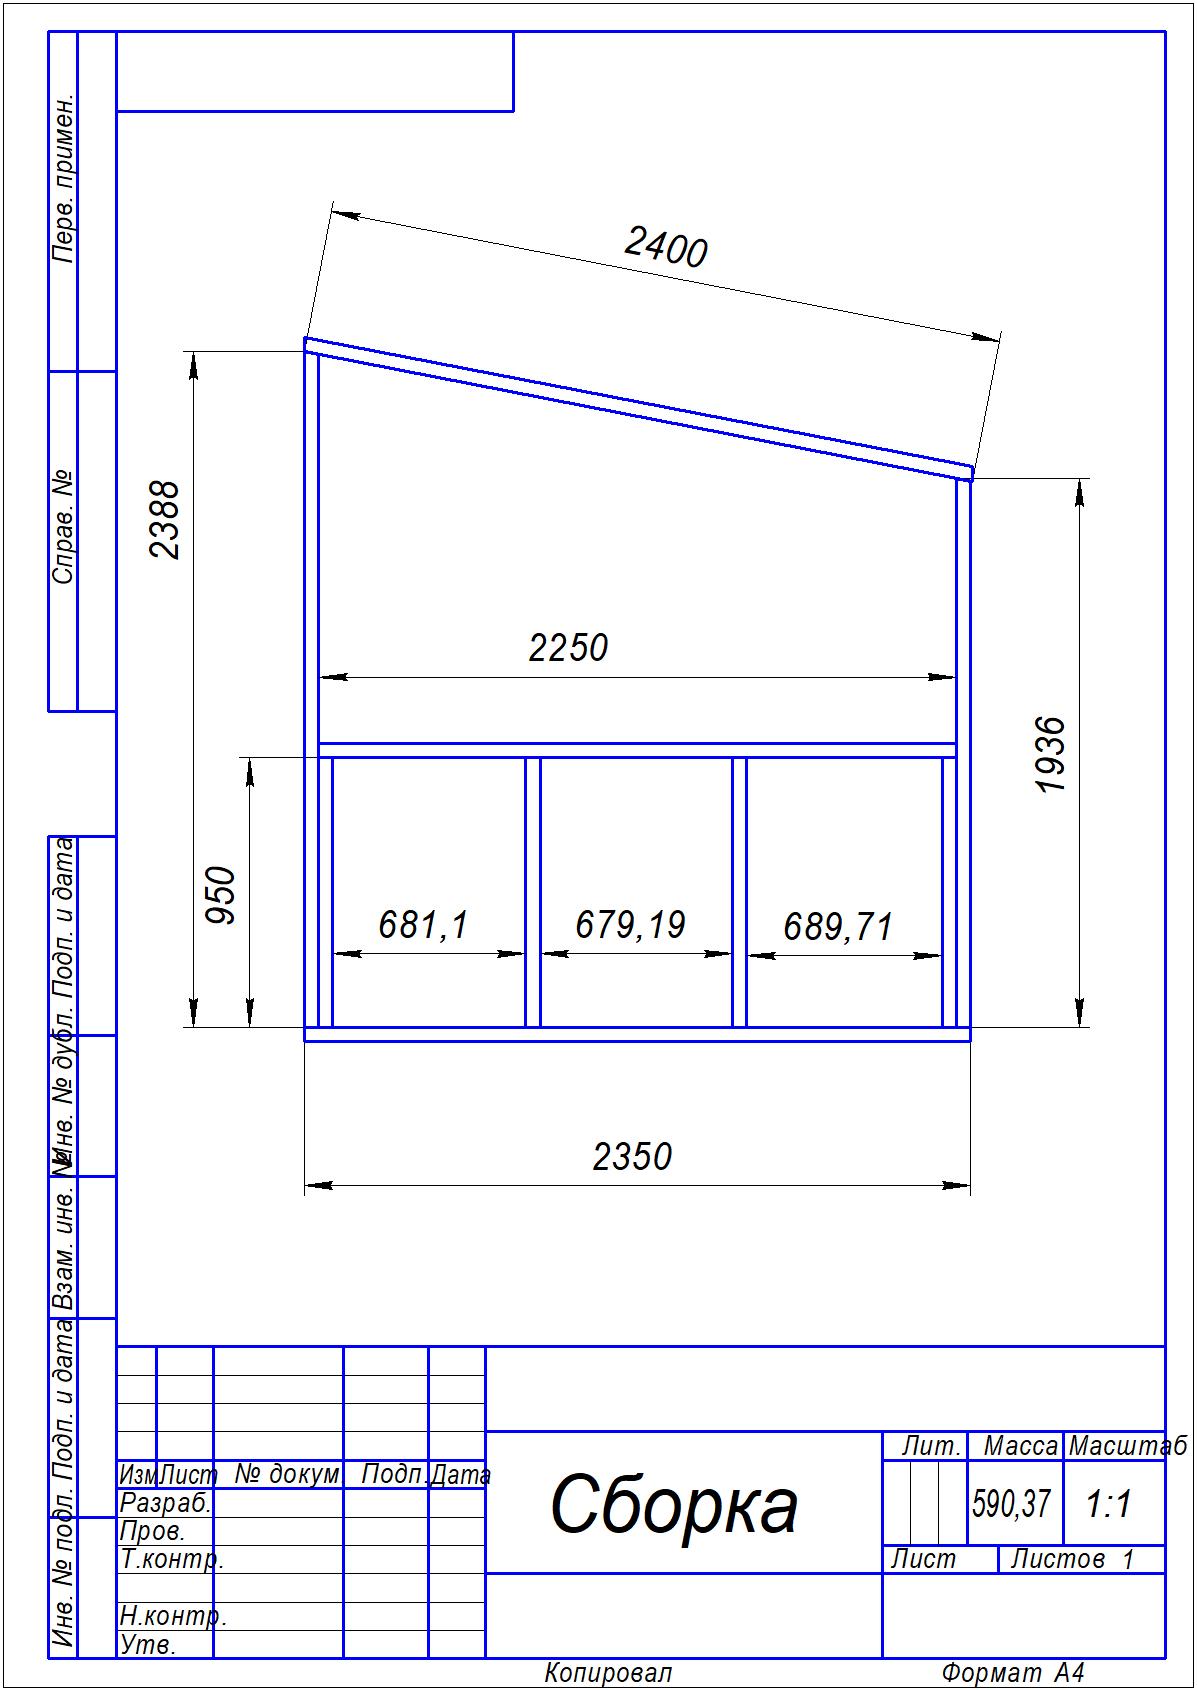 Перв. примен.
Справ. №
Подп. и дата
Инв. № дубл.
Взам. инв. №
Подп. и дата
Инв. № подл.
2400
2388
2250
1936
950
681,1
679,19
689,71
2350
Изм Лист № докум. Подп. Дата
Разраб.
Пров.
Т.контр.
Н.контр.
Утв.
Сборка
Лит. Масса Масштаб
590,37 1:1
Лист Листов 1
Копировал Формат А4